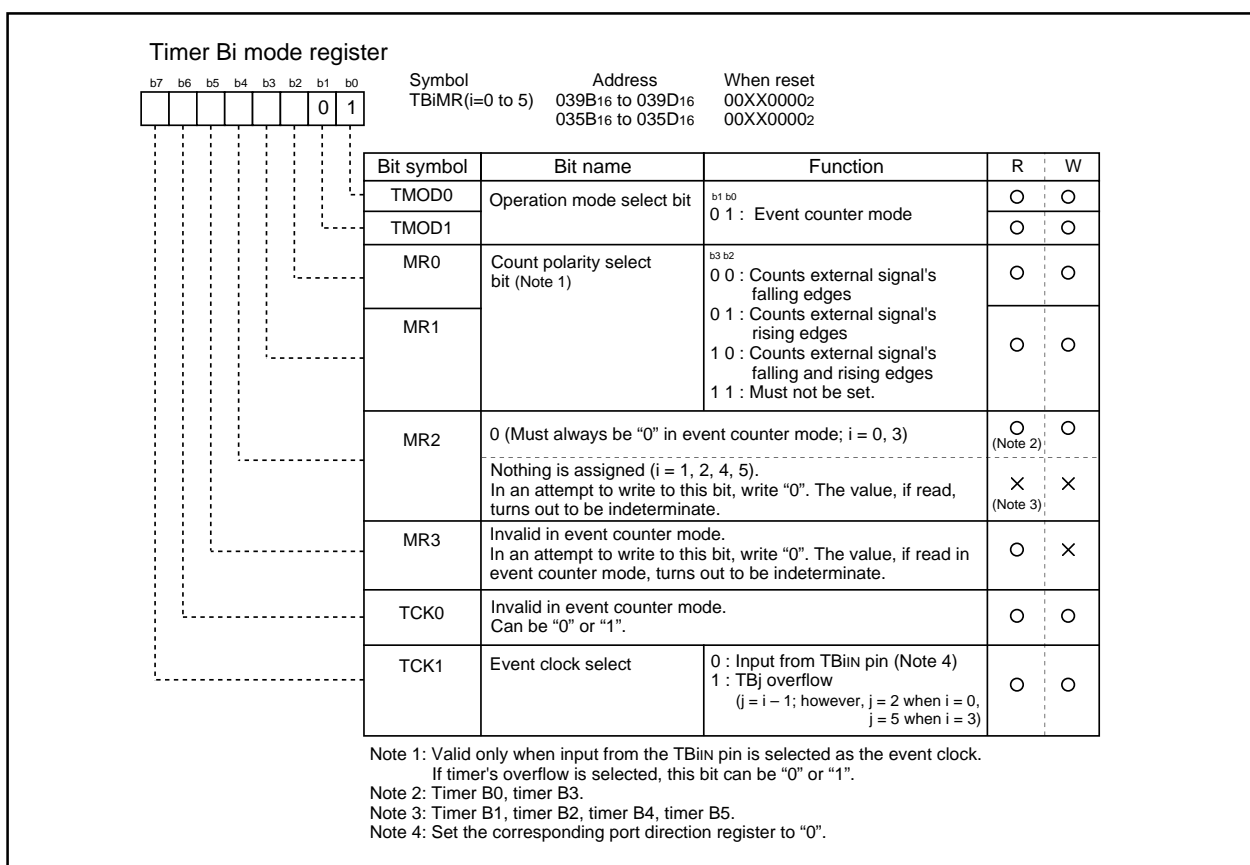 Timer Bi mode register
b7 b6 b5 b4 b3 b2 b1 b0
0 1
Symbol Address When reset
TBiMR(i=0 to 5) 039B16 to 039D16 00XX00002
035B16 to 035D16 00XX00002
Bit symbol Bit name Function R W
TMOD0 Operation mode select bit b1 b0
0 1 : Event counter mode
TMOD1
MR0 Count polarity select
bit (Note 1)
b3 b2
0 0 : Counts external signal's
falling edges
0 1 : Counts external signal's
rising edges
MR1
1 0 : Counts external signal's
falling and rising edges
1 1 : Must not be set.
MR2 0 (Must always be “0” in event counter mode; i = 0, 3)
(Note 2)
Nothing is assigned (i = 1, 2, 4, 5).
In an attempt to write to this bit, write “0”. The value, if read,
turns out to be indeterminate.
(Note 3)
MR3 Invalid in event counter mode.
In an attempt to write to this bit, write “0”. The value, if read in
event counter mode, turns out to be indeterminate.
TCK0 Invalid in event counter mode.
Can be “0” or “1”.
TCK1 Event clock select 0 : Input from TBiIN pin (Note 4)
1 : TBj overflow
(j = i – 1; however, j = 2 when i = 0,
j = 5 when i = 3)
Note 1: Valid only when input from the TBiIN pin is selected as the event clock.
If timer's overflow is selected, this bit can be “0” or “1”.
Note 2: Timer B0, timer B3.
Note 3: Timer B1, timer B2, timer B4, timer B5.
Note 4: Set the corresponding port direction register to “0”.